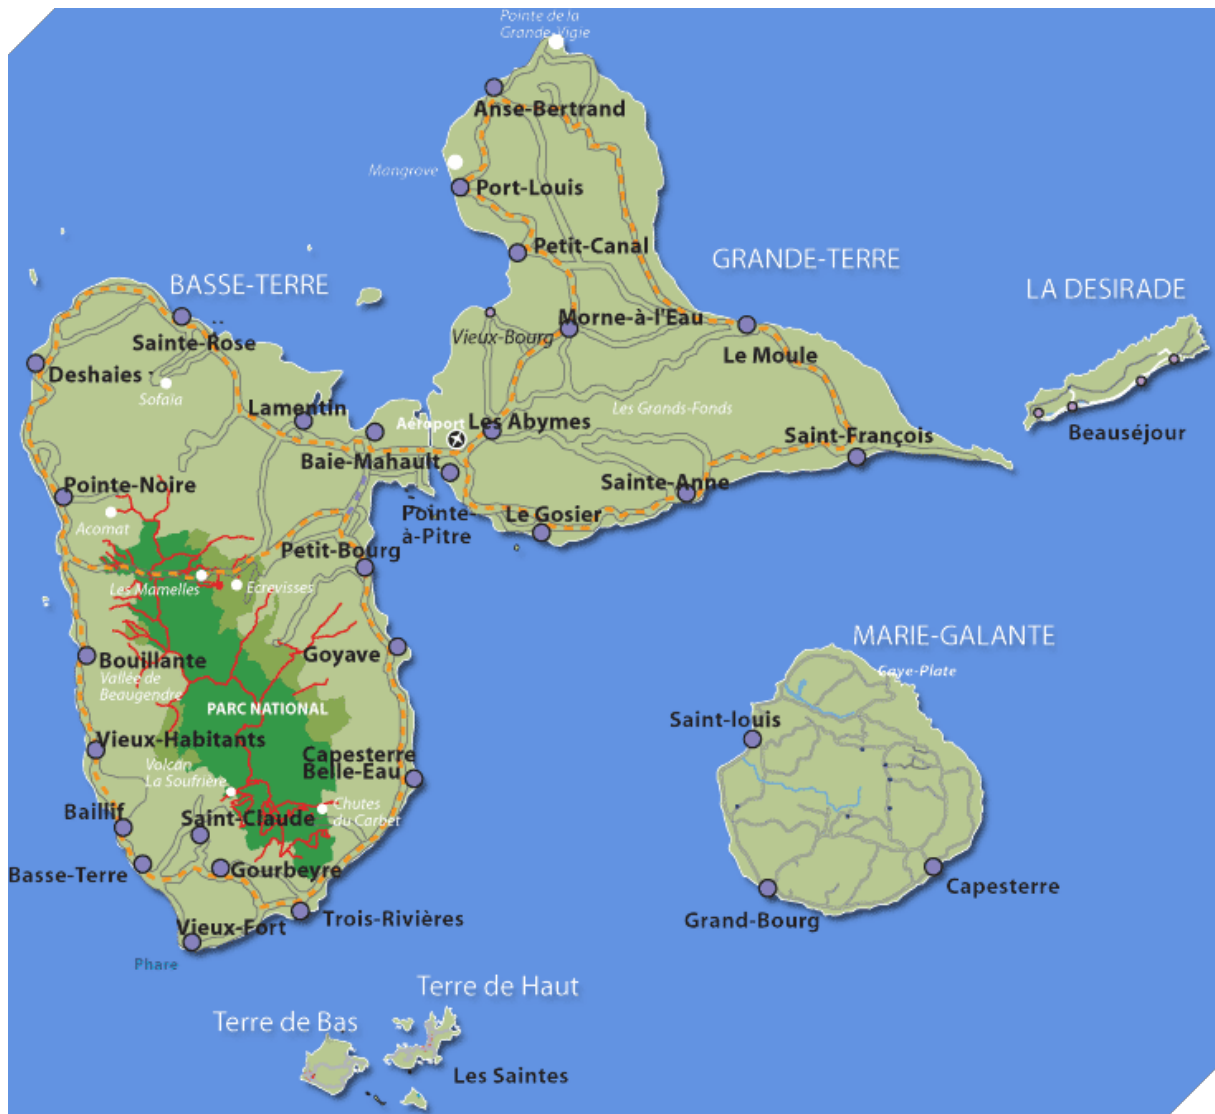 Pointe de la
Grande-Vigie
Anse-Bertrand
Mangrove
Port-Louis
Petit-Canal
GRANDE-TERRE
BASSE-TERRE
LA DESIRADE
Morne-à-l'Eau
Vieux-Bourg
Sainte-Rose
Le Moule
Deshaies
Sofaïa
Lamentin
Les Grands-Fonds
Aéroport
Les Abymes
Beauséjour
Saint-François
Baie-Mahault
Sainte-Anne
Pointe-Noire
Pointe-
à-Pitre
Le Gosier
Acomat
Petit-Bourg
Les Mamelles
Ecrevisses
MARIE-GALANTE
Goyave
Bouillante
Vallée de
Beaugendre
Caye-Plate
PARC NATIONAL
Saint-louis
Vieux-Habitants
Capesterre
Belle-Eau
Volcan
La Soufrière
Chutes
du Carbet
Baillif
Saint-Claude
Basse-Terre
Gourbeyre
Capesterre
Grand-Bourg
Trois-Rivières
Vieux-Fort
Phare
Terre de Haut
Terre de Bas
Les Saintes